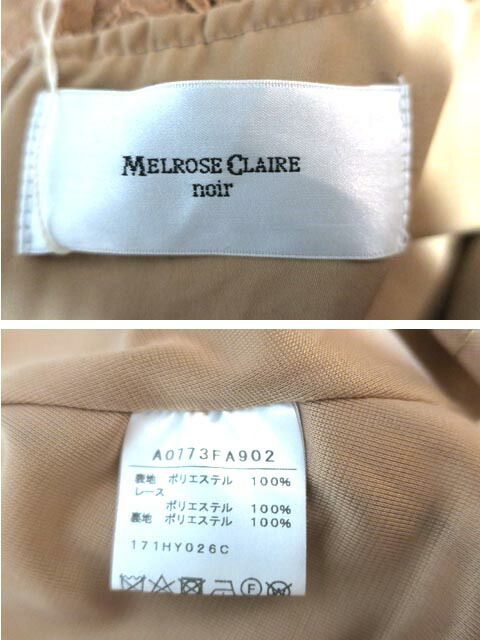 MELROSE CLAIRE
noir
A0773FA902
表地 ポリエステル 100%
レース
ポリエステル 100%
裏地 ポリエステル 100%
171HY026C